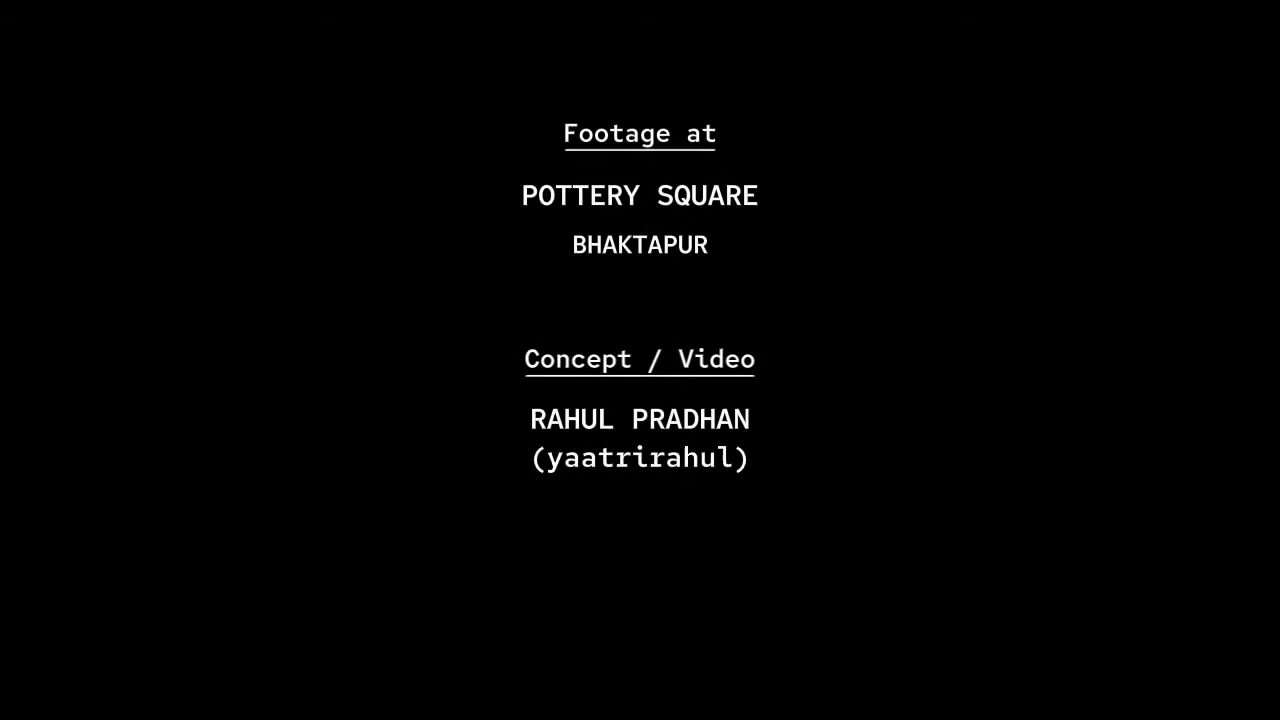 Footage at
POTTERY SQUARE
BHAKTAPUR
Concept / Video
RAHUL PRADHAN
(yaatrirahul)